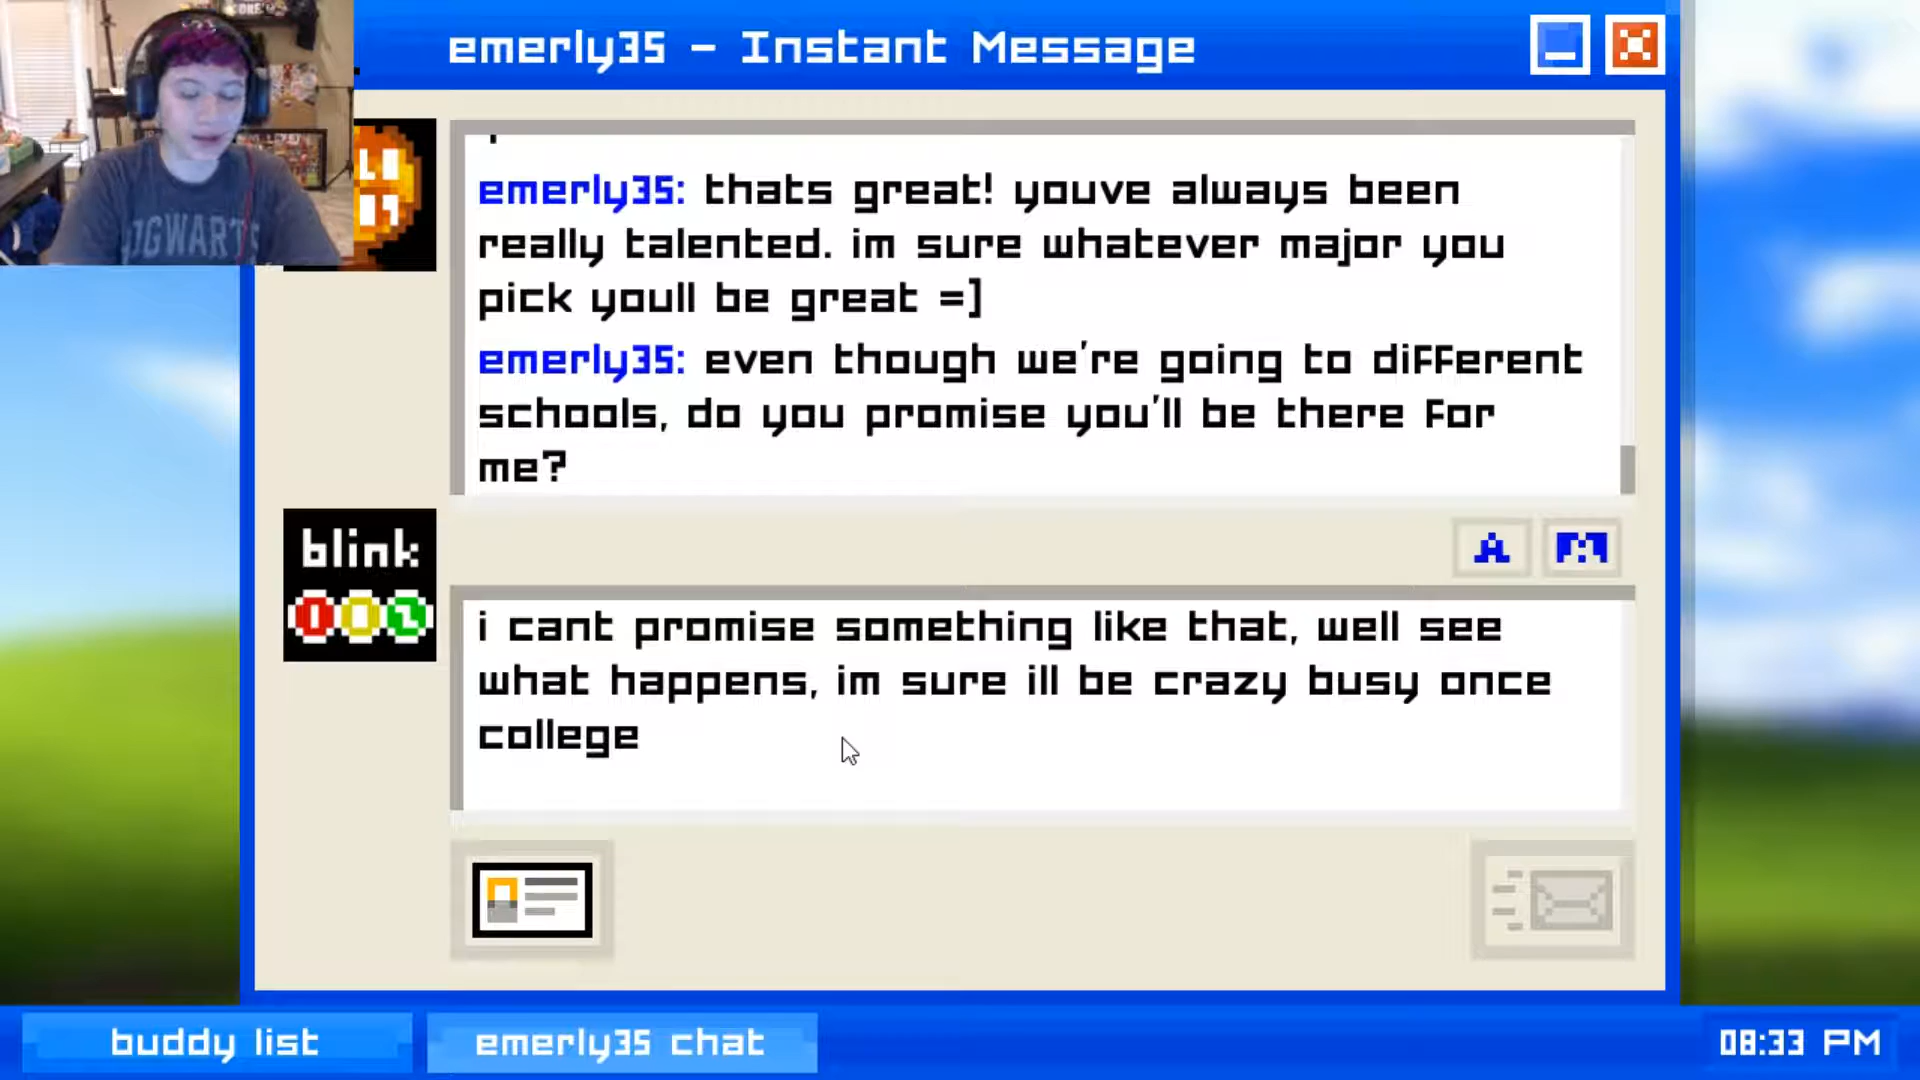 emerly35 - Instant Message
emerly35: thats great! youve always been
really talented. im sure whatever major you
pick youll be great =]
emerly35: even though we're going to different
schools, do you promise you'll be there for
me?
blink
182
A
i cant promise something like that, well see
what happens, im sure ill be crazy busy once
college
buddy list
emerly35 chat
08:33 PM